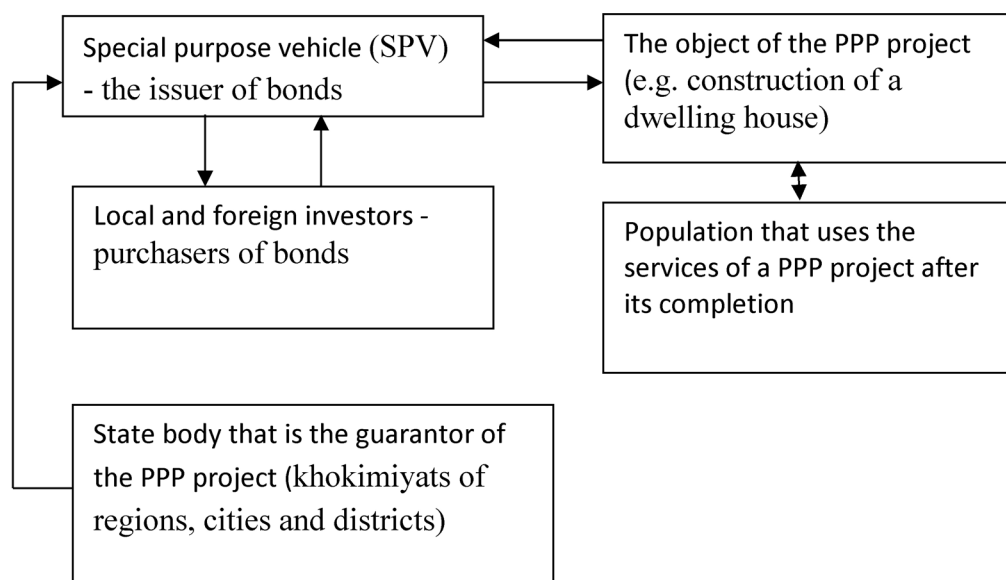 Special purpose vehicle (SPV)
- the issuer of bonds
The object of the PPP project
(e.g. construction of a
dwelling house)
Local and foreign investors -
purchasers of bonds
Population that uses the
services of a PPP project after
its completion
State body that is the guarantor of
the PPP project (khokimiyats of
regions, cities and districts)